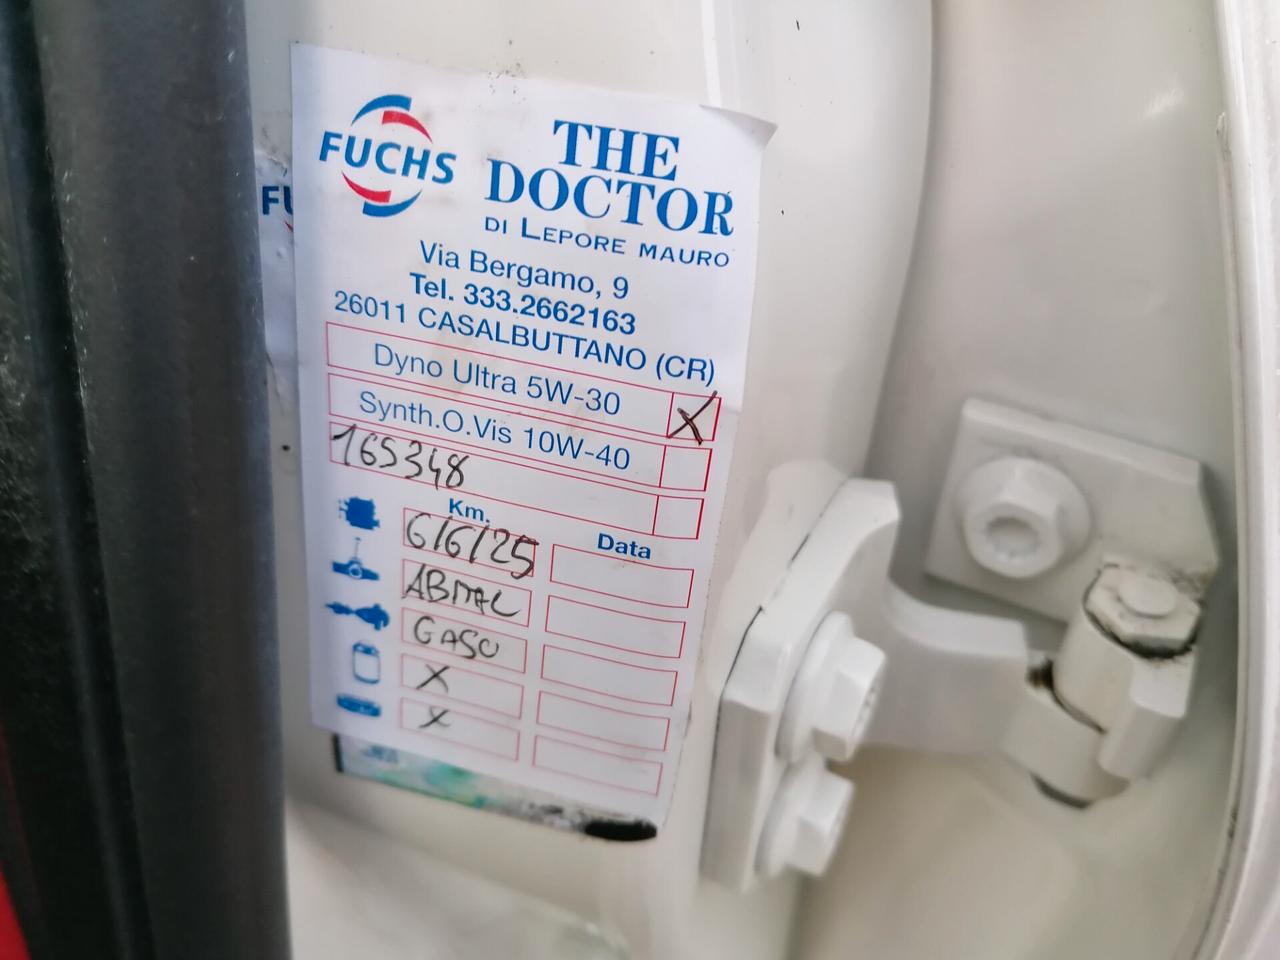 FUCHS
THE
DOCTOR
DI LEPORE MAURO
Via Bergamo, 9
Tel. 333.2662163
26011 CASALBUTTANO (CR)
Dyno Ultra 5W-30 X
Synth.O.Vis 10W-40
165348
Km. Data
6/6/25
GASO
X
X
FU